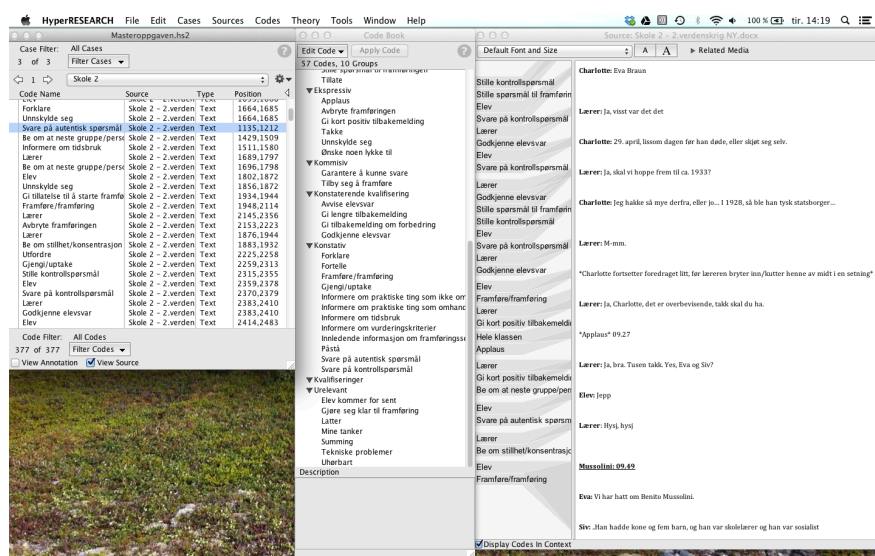 HyperRESEARCH File Edit Cases Sources Codes Theory Tools Window Help 100 % tir. 14:19
Masteroppgaven.hs2
Case Filter: All Cases
3 of 3 Filter Cases
1 Skole 2
Code Name Source Type Position
Forklare Skole 2 – 2.verden Text 1664,1685
Unnskylde seg Skole 2 – 2.verden Text 1664,1685
Svare på autentisk spørsmål Skole 2 – 2.verden Text 1135,1212
Be om at neste gruppe/perso Skole 2 – 2.verden Text 1429,1509
Informere om tidsbruk Skole 2 – 2.verden Text 1511,1580
Lærer Skole 2 – 2.verden Text 1689,1797
Be om at neste gruppe/perso Skole 2 – 2.verden Text 1696,1798
Elev Skole 2 – 2.verden Text 1802,1872
Unnskylde seg Skole 2 – 2.verden Text 1856,1872
Gi tillatelse til å starte framfø Skole 2 – 2.verden Text 1934,1944
Framføre/framføring Skole 2 – 2.verden Text 1948,2114
Lærer Skole 2 – 2.verden Text 2145,2356
Avbryte framføringen Skole 2 – 2.verden Text 2153,2223
Lærer Skole 2 – 2.verden Text 1876,1944
Be om stillhet/konsentrasjon Skole 2 – 2.verden Text 1883,1932
Utfordre Skole 2 – 2.verden Text 2225,2258
Gjengi/uptake Skole 2 – 2.verden Text 2259,2313
Stille kontrollspørsmål Skole 2 – 2.verden Text 2315,2355
Elev Skole 2 – 2.verden Text 2359,2378
Svare på kontrollspørsmål Skole 2 – 2.verden Text 2370,2379
Lærer Skole 2 – 2.verden Text 2383,2410
Godkjenne elevsvar Skole 2 – 2.verden Text 2383,2410
Elev Skole 2 – 2.verden Text 2414,2483
Code Filter: All Codes
377 of 377 Filter Codes
View Annotation View Source
Code Book
Edit Code Apply Code
57 Codes, 10 Groups
Tillate
Ekspressiv
Applaus
Avbryte framføringen
Gi kort positiv tilbakemelding
Takke
Unnskylde seg
Ønske noen lykke til
Kommisiv
Garantere å kunne svare
Tilby seg å framføre
Konstaterende kvalifisering
Avvise elevsvar
Gi lengre tilbakemelding
Gi tilbakemelding om forbedring
Godkjenne elevsvar
Konstativ
Forklare
Fortelle
Framføre/framføring
Gjengi/uptake
Informere om praktiske ting som ikke om
Informere om praktiske ting som omhand
Informere om tidsbruk
Informere om vurderingskriterier
Innledende informasjon om framføringsse
Påstå
Svare på autentisk spørsmål
Svare på kontrollspørsmål
Kvalifiseringer
Urelevant
Elev kommer for sent
Gjøre seg klar til framføring
Latter
Mine tanker
Summing
Tekniske problemer
Uhørbart
Description
Source: Skole 2 – 2.verdenskrig NY.docx
Default Font and Size A A Related Media
Stille kontrollspørsmål
Stille spørsmål til framførin
Elev
Svare på kontrollspørsmål
Lærer
Godkjenne elevsvar
Elev
Svare på kontrollspørsmål
Lærer
Godkjenne elevsvar
Stille spørsmål til framførin
Stille kontrollspørsmål
Elev
Svare på kontrollspørsmål
Lærer
Godkjenne elevsvar
Elev
Framføre/framføring
Lærer
Gi kort positiv tilbakemeldi
Hele klassen
Applaus
Lærer
Gi kort positiv tilbakemeldi
Be om at neste gruppe/per
Elev
Svare på autentisk spørsm
Lærer
Be om stillhet/konsentrasjo
Elev
Framføre/framføring
Charlotte: Eva Braun
Lærer: Ja, visst var det det
Charlotte: 29. april, lissom dagen før han døde, eller skjøt seg selv.
Lærer: Ja, skal vi hoppe frem til ca. 1933?
Charlotte: Jeg hakke så mye derfra, eller jo... I 1928, så ble han tysk statsborger...
Lærer: M-mm.
*Charlotte fortsetter foredraget litt, før læreren bryter inn/kutter henne av midt i en setning*
Lærer: Ja, Charlotte, det er overbevisende, takk skal du ha.
*Applaus* 09.27
Lærer: Ja, bra. Tusen takk. Yes, Eva og Siv?
Elev: Jepp
Lærer: Hysj, hysj
Mussolini: 09.49
Eva: Vi har hatt om Benito Mussolini.
Siv: .Han hadde kone og fem barn, og han var skolelærer og han var sosialist
Display Codes In Context